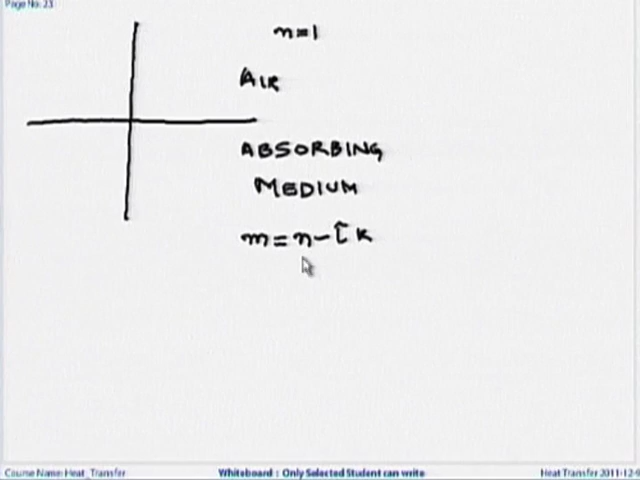 Page No: 23
n=1
AIR
ABSORBING
MEDIUM
m=n-ik
Course Name: Heat_Transfer
Whiteboard : Only Selected Student can write
Heat Transfer 2011-12-